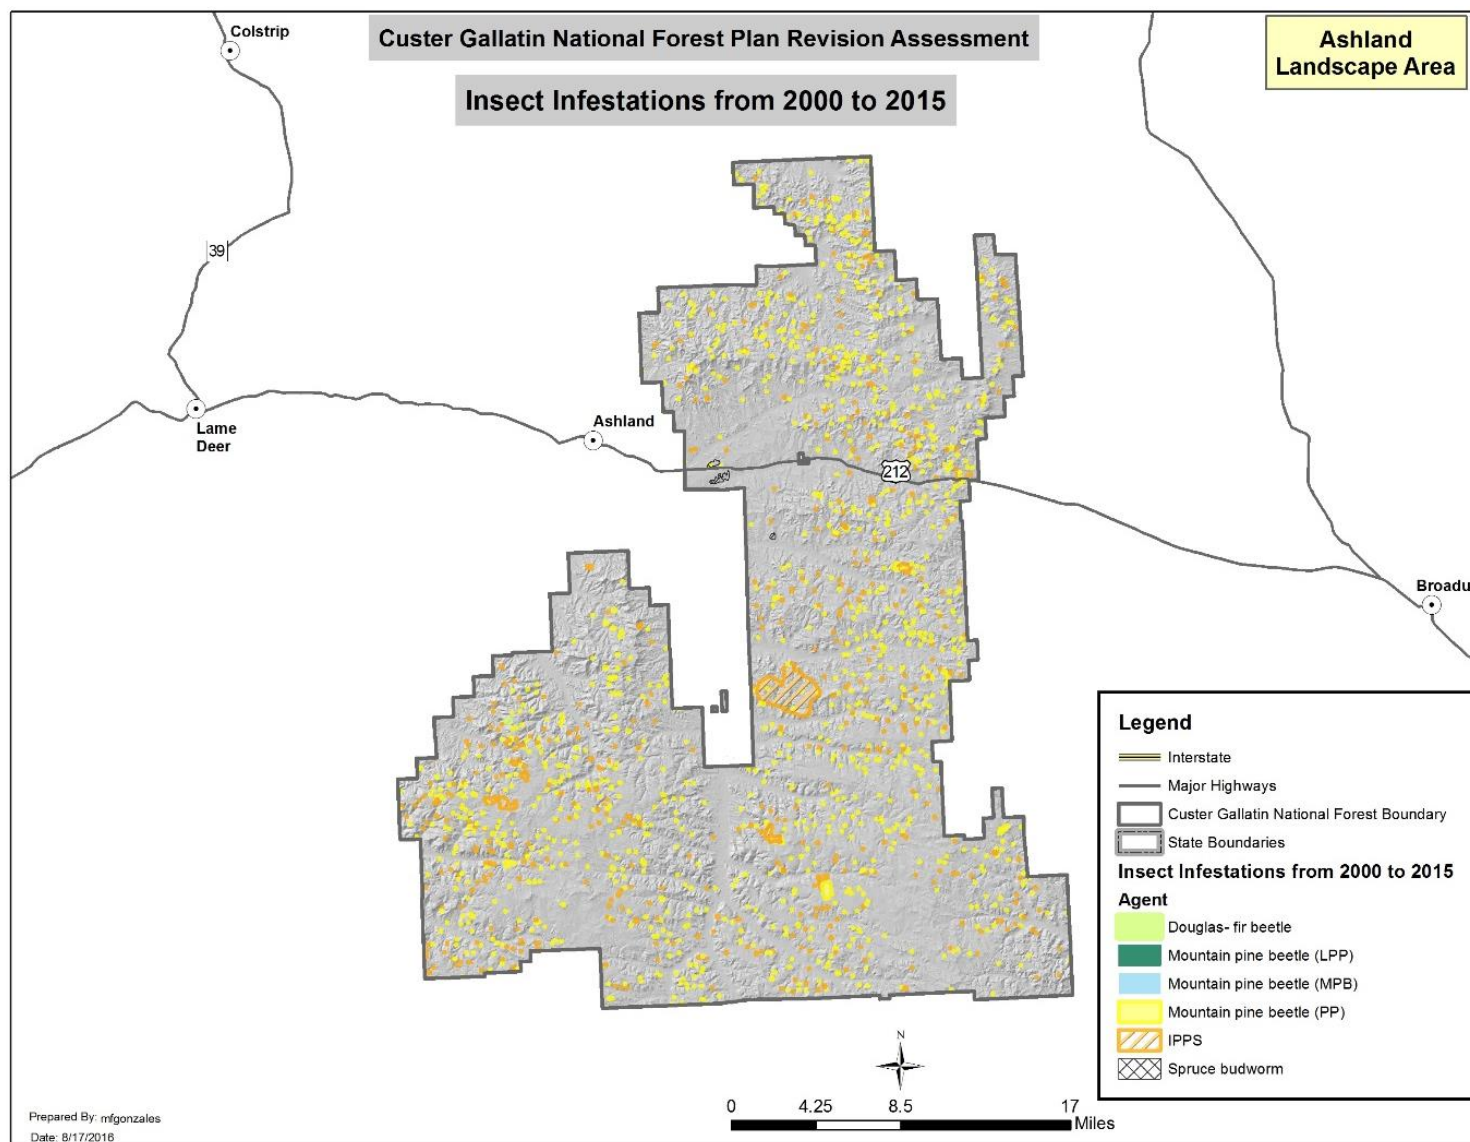 Colstrip
Custer Gallatin National Forest Plan Revision Assessment
Ashland
Landscape Area
Insect Infestations from 2000 to 2015
39
Ashland
Lame
Deer
212
Broadu
Legend
Interstate
Major Highways
Custer Gallatin National Forest Boundary
State Boundaries
Insect Infestations from 2000 to 2015
Agent
Douglas- fir beetle
Mountain pine beetle (LPP)
Mountain pine beetle (MPB)
Mountain pine beetle (PP)
IPPS
Spruce budworm
N
0 4.25 8.5 17
Miles
Prepared By: mfgonzales
Date: 8/17/2016